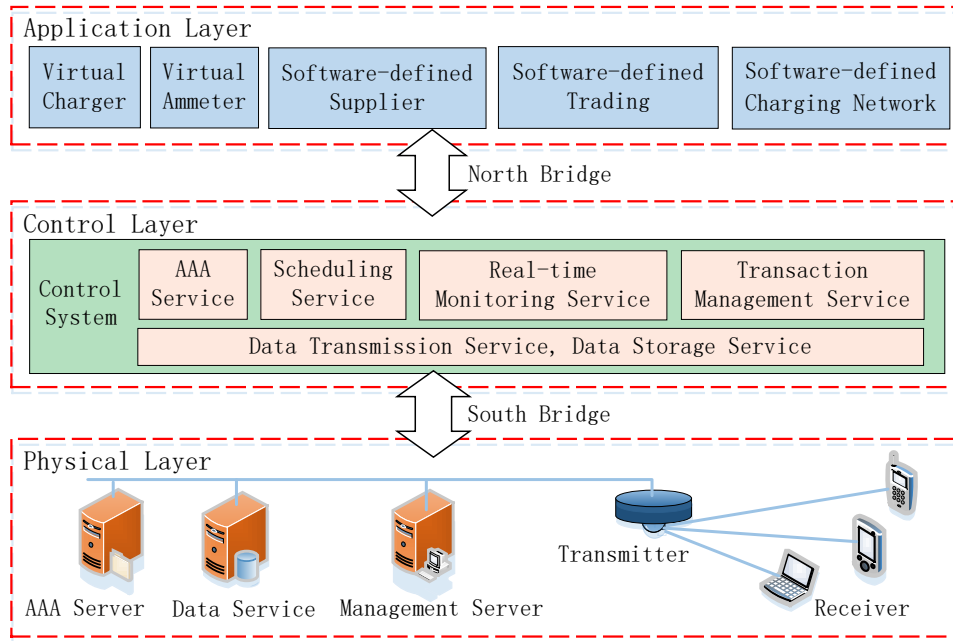 Application Layer
Virtual
Charger
Virtual
Ammeter
Software-defined
Supplier
Software-defined
Trading
Software-defined
Charging Network
North Bridge
Control Layer
Control
System
AAA
Service
Scheduling
Service
Real-time
Monitoring Service
Transaction
Management Service
Data Transmission Service, Data Storage Service
South Bridge
Physical Layer
Transmitter
AAA Server
Data Service
Management Server
Receiver